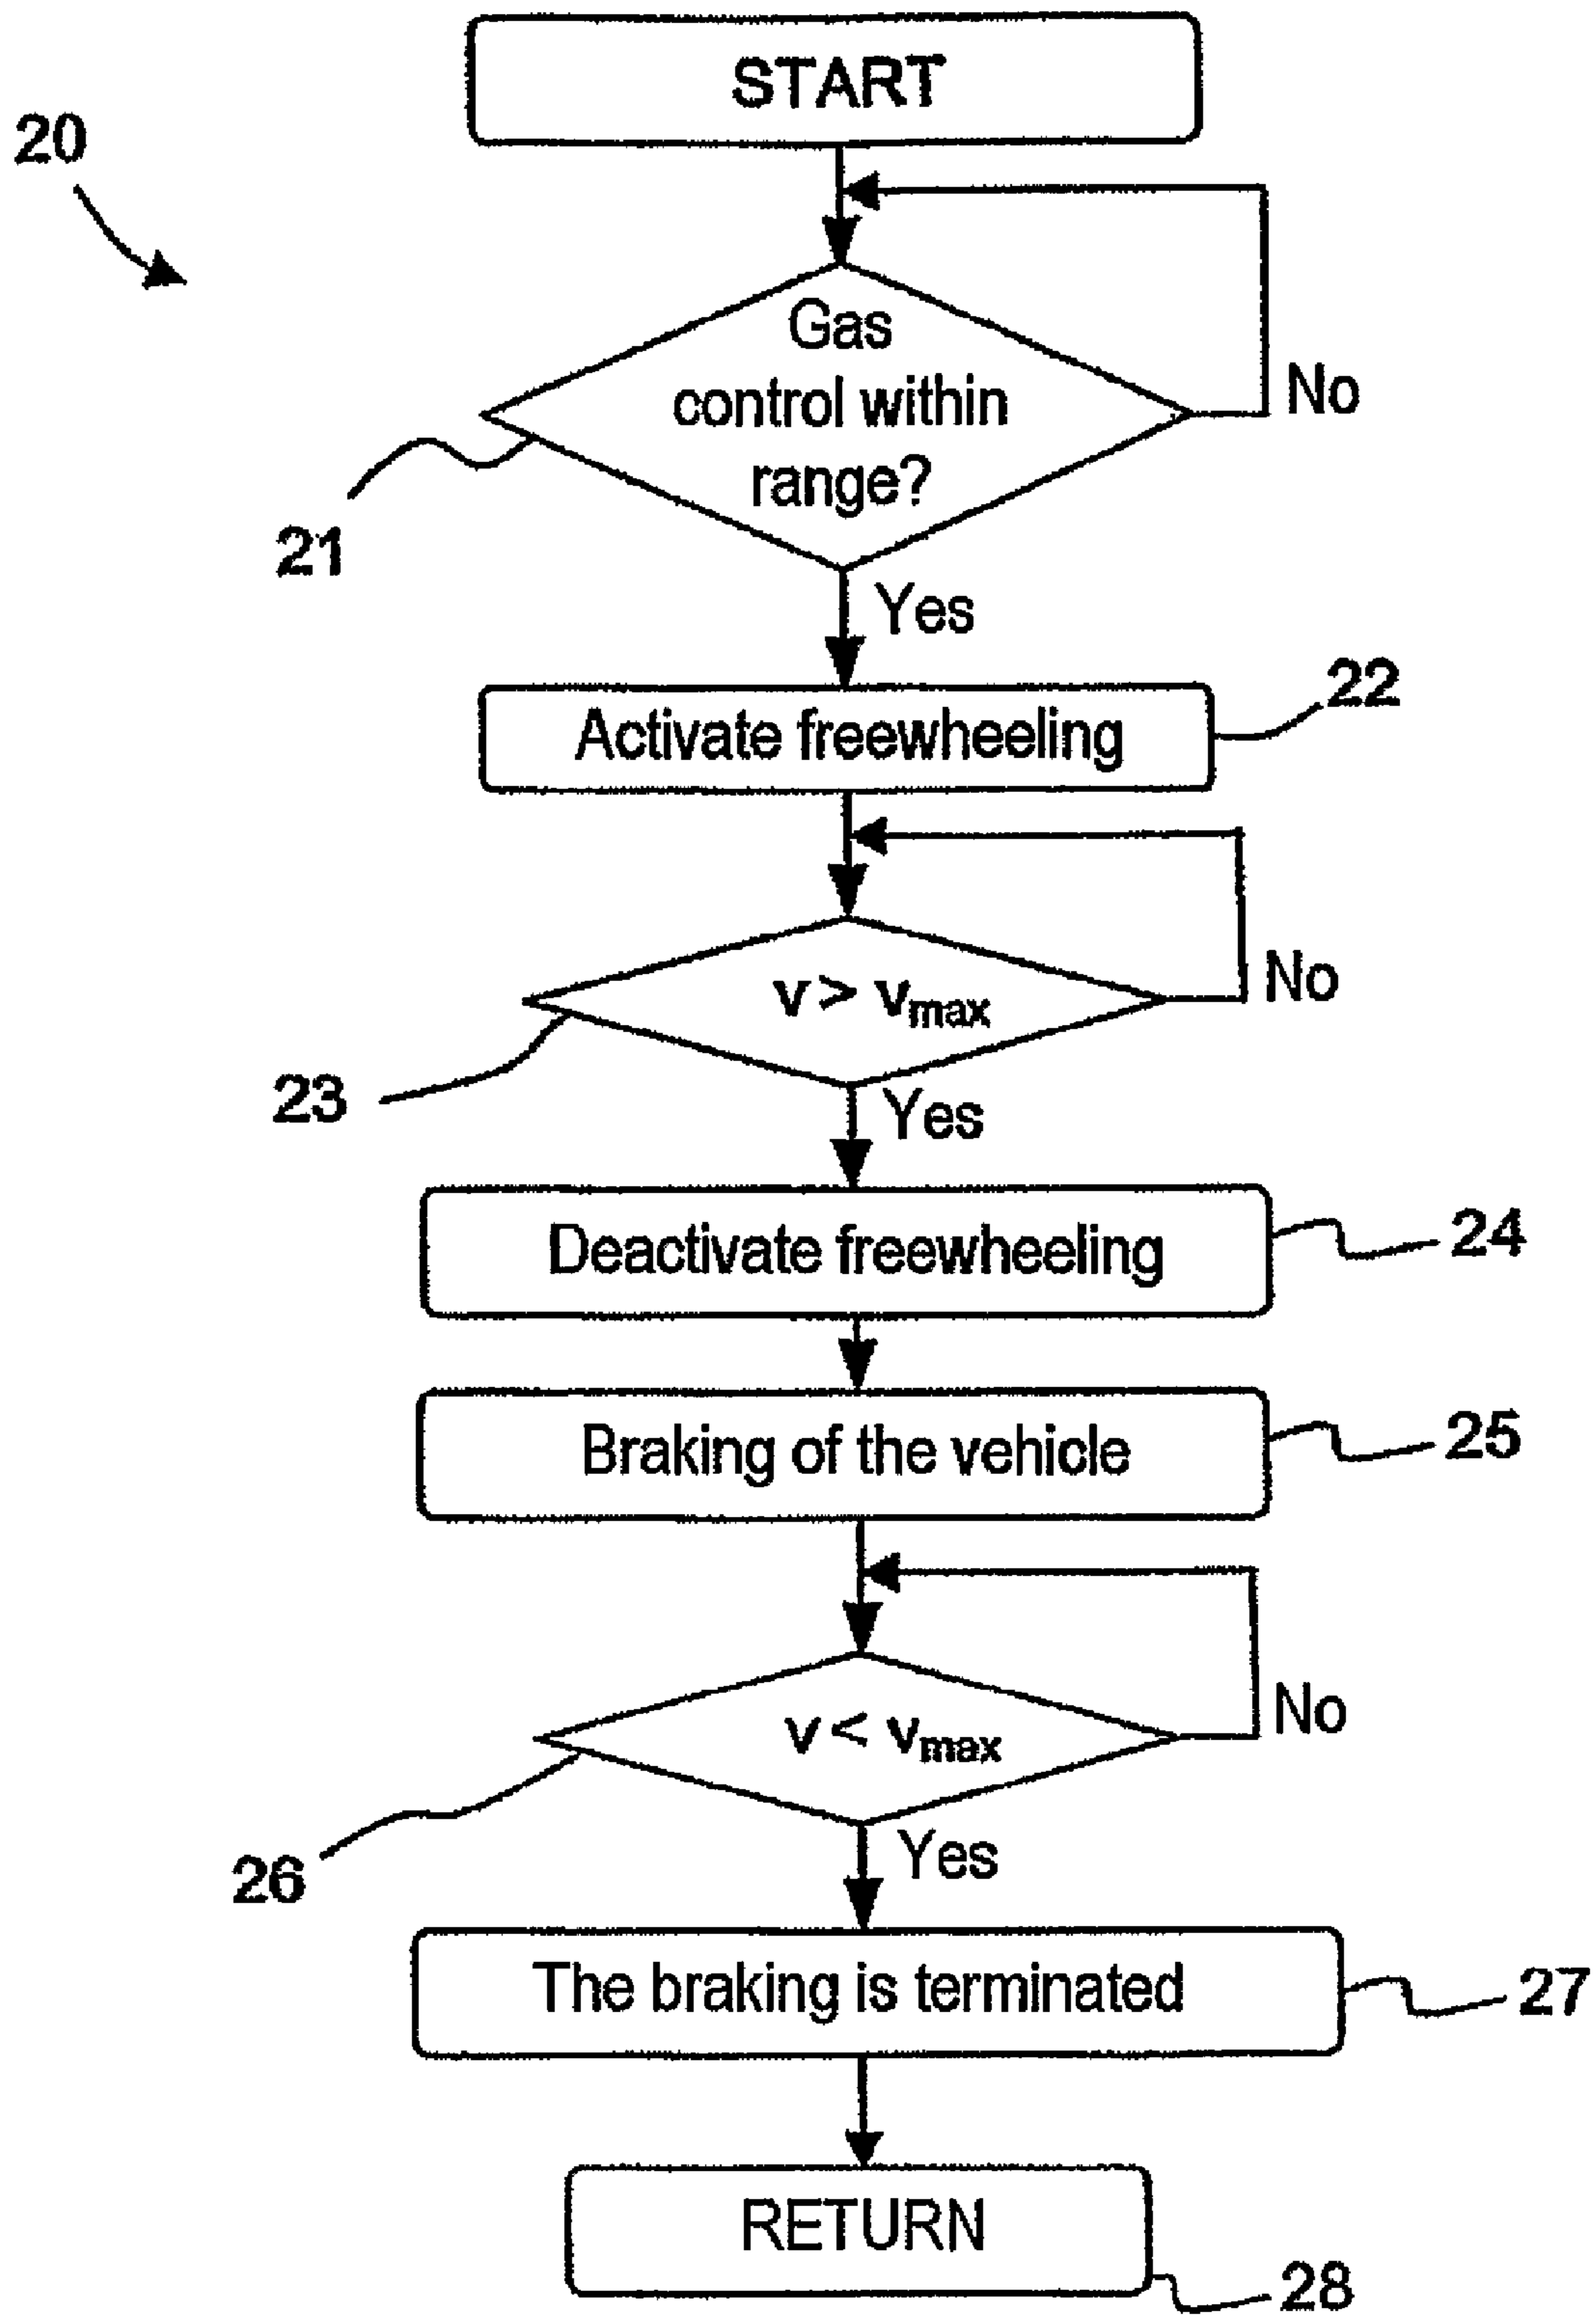 START
20
Gas
control within
range?
No
21
Yes
Activate freewheeling
22
v > vmax
No
23
Yes
Deactivate freewheeling
24
Braking of the vehicle
25
v < vmax
No
26
Yes
The braking is terminated
27
RETURN
28